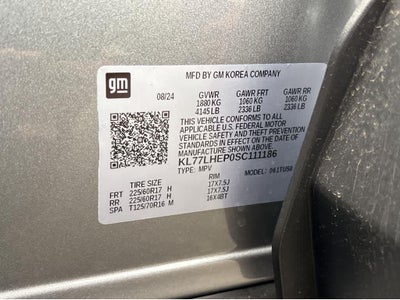 gm
MFD BY GM KOREA COMPANY
08/24 GVWR GAWR FRT GAWR RR
1880 KG 1060 KG 1060 KG
4145 LB 2336 LB 2336 LB
THIS VEHICLE CONFORMS TO ALL
APPLICABLE U.S. FEDERAL MOTOR
VEHICLE SAFETY AND THEFT PREVENTION
STANDARDS IN EFFECT ON THE DATE OF
MANUFACTURE SHOWN ABOVE.
KL77LHEP0SC111186
TYPE: MPV MODEL:
TIRE SIZE RIM
FRT 225/60R17 H 17X7.5J
RR 225/60R17 H 17X7.5J
SPA T125/70R16 M 16X4BT